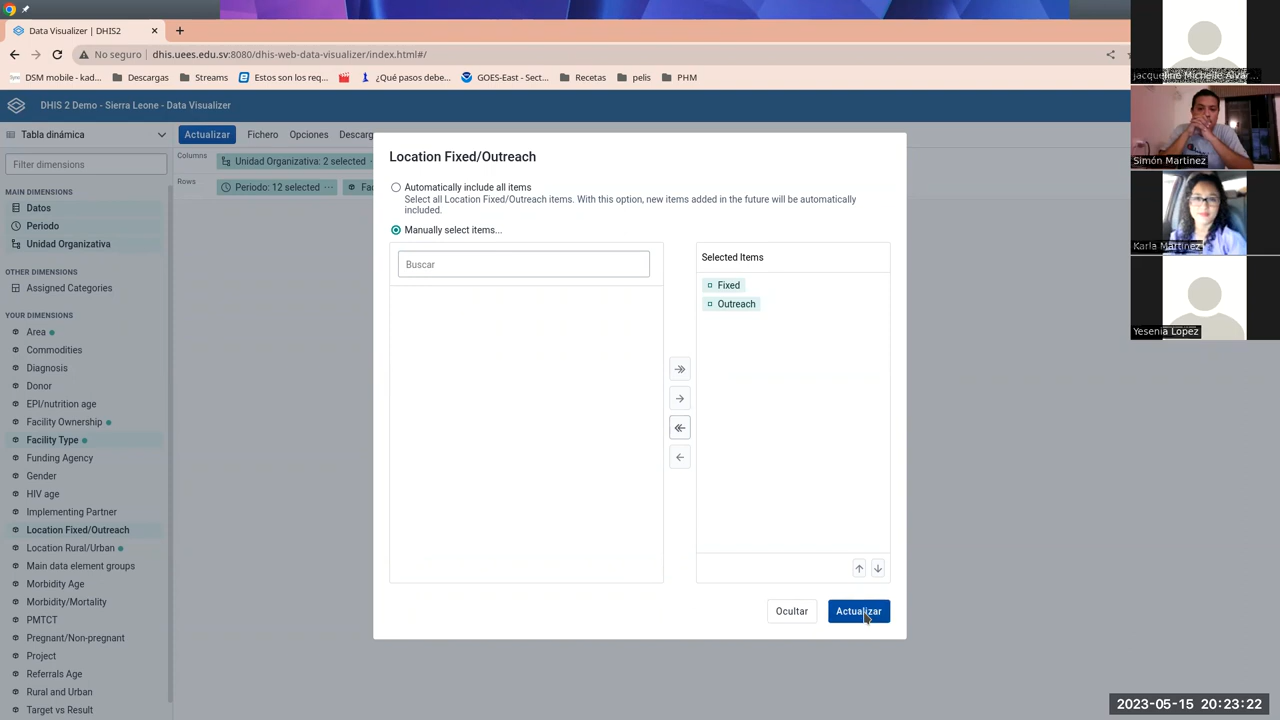 Data Visualizer | DHIS2
No seguro | dhis.uees.edu.sv:8080/dhis-web-data-visualizer/index.html#/
DSM mobile - kad... Descargas Streams Estos son los req... ¿Qué pasos debe... GOES-East - Sect... Recetas pelis PHM
DHIS 2 Demo - Sierra Leone - Data Visualizer
Tabla dinámica
Actualizar Fichero Opciones Descarg
Filter dimensions
MAIN DIMENSIONS
Datos
Periodo
Unidad Organizativa
OTHER DIMENSIONS
Assigned Categories
YOUR DIMENSIONS
Area
Commodities
Diagnosis
Donor
EPI/nutrition age
Facility Ownership
Facility Type
Funding Agency
Gender
HIV age
Implementing Partner
Location Fixed/Outreach
Location Rural/Urban
Main data element groups
Morbidity Age
Morbidity/Mortality
PMTCT
Pregnant/Non-pregnant
Project
Referrals Age
Rural and Urban
Target vs Result
Columns
Unidad Organizativa: 2 selected
Rows
Periodo: 12 selected ··· Fac
Location Fixed/Outreach
Automatically include all items
Select all Location Fixed/Outreach items. With this option, new items added in the future will be automatically
included.
Manually select items...
Buscar
Selected Items
Fixed
Outreach
Ocultar
Actualizar
Jacqueline Michelle Alvar...
Simón Martinez
Karla Martinez
Yesenia Lopez
2023-05-15 20:23:22